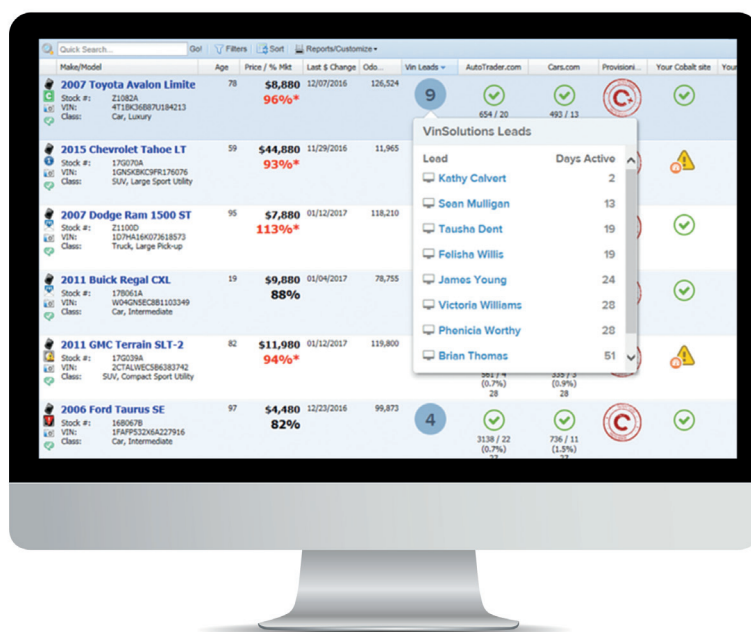 Quick Search... Go! Filters Sort Reports/Customize
Make/Model Age Price / % Mkt Last $ Change Odo... Vin Leads AutoTrader.com Cars.com Provisioni... Your Cobalt site Your
2007 Toyota Avalon Limite 78 $8,880 12/07/2016 126,524 9
Stock #: Z1082A 96%*
VIN: 4T1BK36B87U184213
Class: Car, Luxury 654 / 20 493 / 13
VinSolutions Leads
Lead Days Active
Kathy Calvert 2
Sean Mulligan 13
Tausha Dent 19
Felisha Willis 19
James Young 24
Victoria Williams 28
Phenicia Worthy 28
Brian Thomas 51
2015 Chevrolet Tahoe LT 59 $44,880 11/29/2016 11,965
Stock #: 17G070A 93%*
VIN: 1GNSKBKC9FR176076
Class: SUV, Large Sport Utility
2007 Dodge Ram 1500 ST 95 $7,880 01/12/2017 118,210
Stock #: Z1100D 113%*
VIN: 1D7HA16K07J618573
Class: Truck, Large Pick-up
2011 Buick Regal CXL 19 $9,880 01/04/2017 78,755
Stock #: 17B061A 88%
VIN: W04GN5EC8B1103349
Class: Car, Intermediate
2011 GMC Terrain SLT-2 82 $11,980 01/12/2017 119,800
Stock #: 17G039A 94%*
VIN: 2CTALWEC5B6383742
Class: SUV, Compact Sport Utility
561 / 4 335 / 3
(0.7%) (0.9%)
28 28
2006 Ford Taurus SE 97 $4,480 12/23/2016 99,873 4
Stock #: 16B067B 82%
VIN: 1FAFP532X6A227916
Class: Car, Intermediate
3138 / 22 736 / 11
(0.7%) (1.5%)
27 27